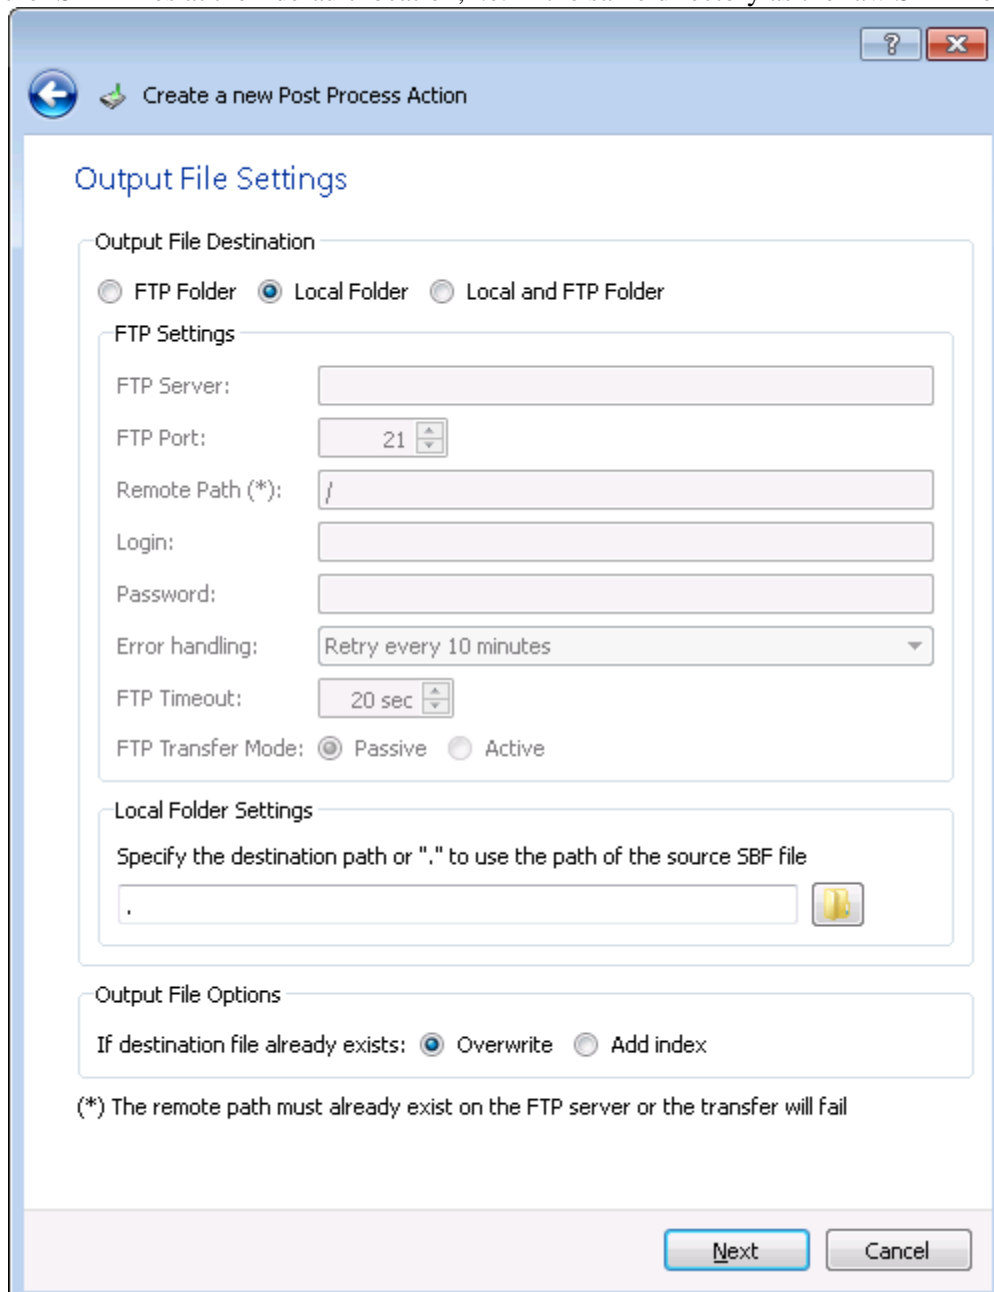 Create a new Post Process Action
Output File Settings
Output File Destination
FTP Folder Local Folder Local and FTP Folder
FTP Settings
FTP Server:
FTP Port: 21
Remote Path (*): /
Login:
Password:
Error handling: Retry every 10 minutes
FTP Timeout: 20 sec
FTP Transfer Mode: Passive Active
Local Folder Settings
Specify the destination path or "." to use the path of the source SBF file
.
Output File Options
If destination file already exists: Overwrite Add index
(*) The remote path must already exist on the FTP server or the transfer will fail
Next Cancel